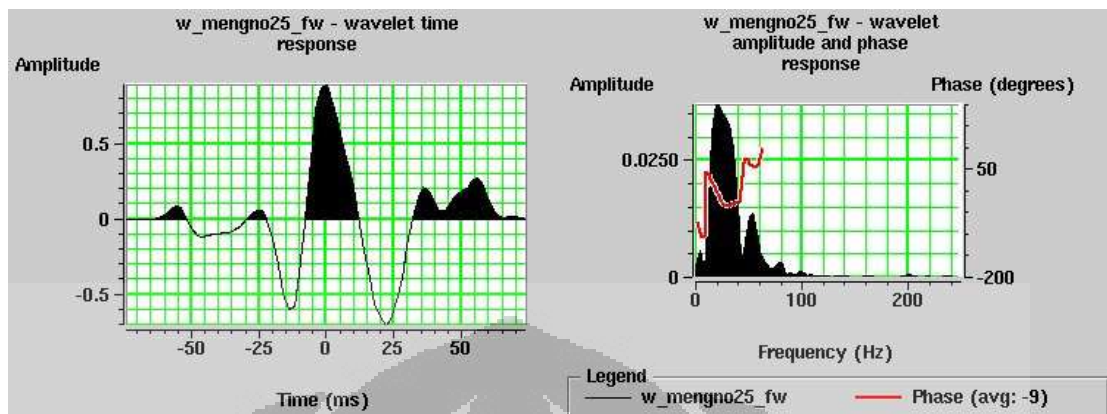 w_mengno25_fw - wavelet time
response
Amplitude
0.5
0
-0.5
-50
-25
0
25
50
Time (ms)
w_mengno25_fw - wavelet
amplitude and phase
response
Amplitude
Phase (degrees)
0.0250
0
50
-200
0
100
200
Frequency (Hz)
Legend
w_mengno25_fw
Phase (avg: -9)